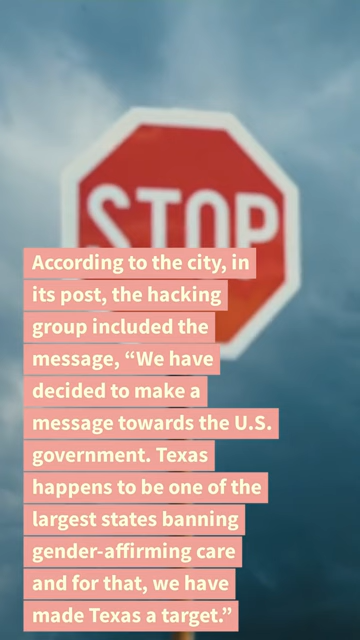 STOP
According to the city, in
its post, the hacking
group included the
message, “We have
decided to make a
message towards the U.S.
government. Texas
happens to be one of the
largest states banning
gender-affirming care
and for that, we have
made Texas a target.”